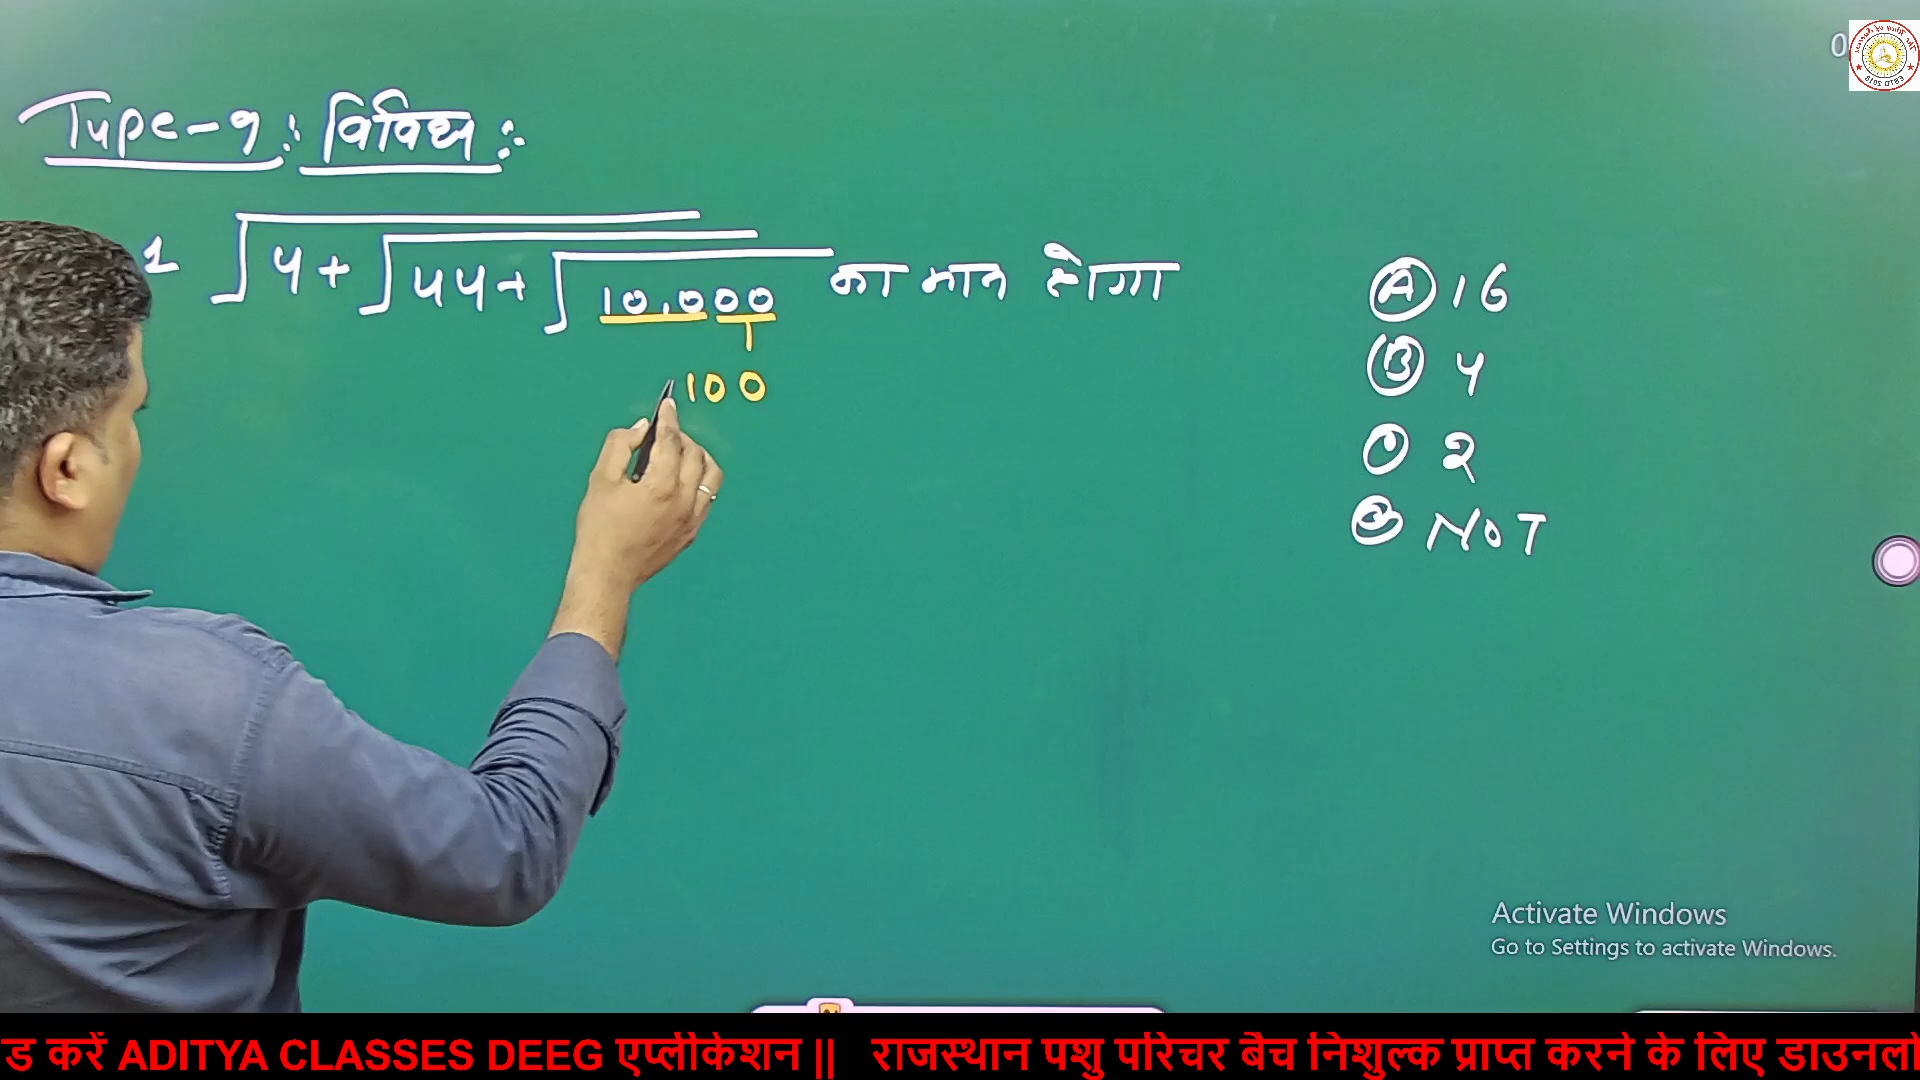 Type-9: विविध:
1 √4+√44+√10,000 का मान होगा
100
Ⓐ 16
Ⓑ 4
2
NOT
Activate Windows
Go to Settings to activate Windows.
ड करें ADITYA CLASSES DEEG एप्लीकेशन || राजस्थान पशु परिचर बैच निशुल्क प्राप्त करने के लिए डाउनलो